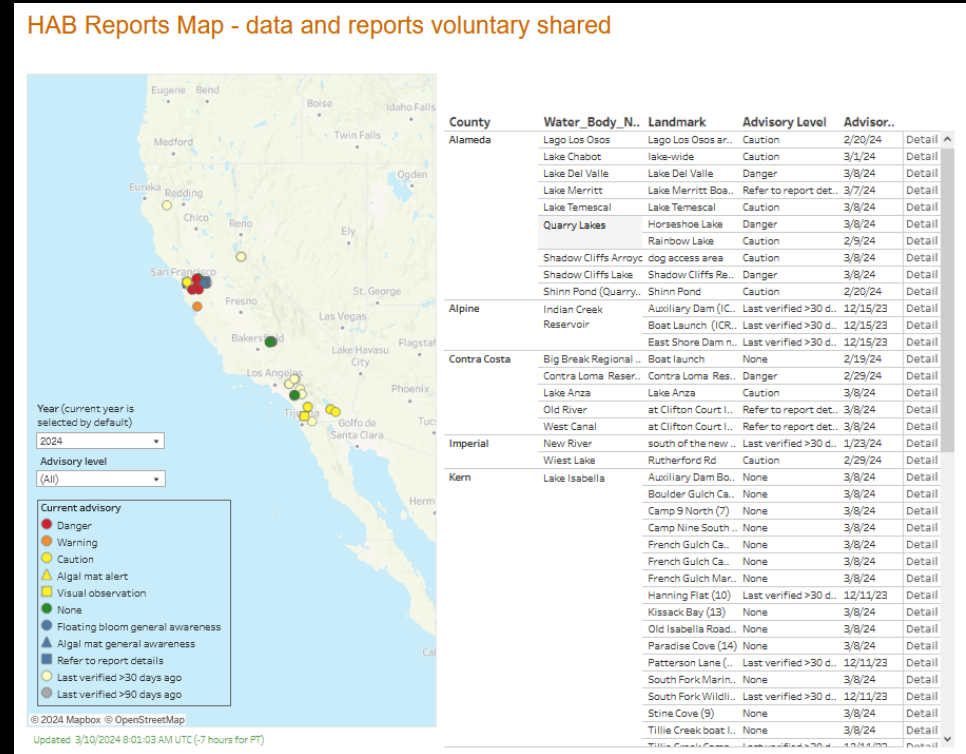 HAB Reports Map - data and reports voluntary shared
Eugene Bend
Boise
Idaho Falls
Twin Falls
Medford
Ogden
Eureka Redding
Chico
Reno
Ely
San Francisco
St. George
Fresno
Las Vegas
Bakersfield
Flagstaf
Lake Havasu
City
Los Angeles
Phoenix
Tijuana
Tuc
Golfo de
Santa Clara
Herm
Cal
Year (current year is
selected by default)
2024
Advisory level
(All)
Current advisory
Danger
Warning
Caution
Algal mat alert
Visual observation
None
Floating bloom general awareness
Algal mat general awareness
Refer to report details
Last verified >30 days ago
Last verified >90 days ago
© 2024 Mapbox © OpenStreetMap
Updated 3/10/2024 8:01:03 AM UTC (-7 hours for PT)
County Water_Body_N.. Landmark Advisory Level Advisor..
Alameda Lago Los Osos Lago Los Osos ar.. Caution 2/20/24 Detail
Lake Chabot lake-wide Caution 3/1/24 Detail
Lake Del Valle Lake Del Valle Danger 3/8/24 Detail
Lake Merritt Lake Merritt Boa.. Refer to report det.. 3/7/24 Detail
Lake Temescal Lake Temescal Caution 3/8/24 Detail
Quarry Lakes Horseshoe Lake Danger 3/8/24 Detail
Rainbow Lake Caution 2/9/24 Detail
Shadow Cliffs Arroyc dog access area Caution 3/8/24 Detail
Shadow Cliffs Lake Shadow Cliffs Re.. Danger 3/8/24 Detail
Shinn Pond (Quarry.. Shinn Pond Caution 2/20/24 Detail
Alpine Indian Creek Reservoir Auxiliary Dam (IC.. Last verified >30 d.. 12/15/23 Detail
Boat Launch (ICR.. Last verified >30 d.. 12/15/23 Detail
East Shore Dam n.. Last verified >30 d.. 12/15/23 Detail
Contra Costa Big Break Regional .. Boat launch None 2/19/24 Detail
Contra Loma Reser.. Contra Loma Res.. Danger 2/29/24 Detail
Lake Anza Lake Anza Caution 3/8/24 Detail
Old River at Clifton Court I.. Refer to report det.. 3/8/24 Detail
West Canal at Clifton Court I.. Refer to report det.. 3/8/24 Detail
Imperial New River south of the new .. Last verified >30 d.. 1/23/24 Detail
Wiest Lake Rutherford Rd Caution 2/29/24 Detail
Kern Lake Isabella Auxiliary Dam Bo.. None 3/8/24 Detail
Boulder Gulch Ca.. None 3/8/24 Detail
Camp 9 North (7) None 3/8/24 Detail
Camp Nine South .. None 3/8/24 Detail
French Gulch Ca.. None 3/8/24 Detail
French Gulch Ca.. None 3/8/24 Detail
French Gulch Mar.. None 3/8/24 Detail
Hanning Flat (10) Last verified >30 d.. 12/11/23 Detail
Kissack Bay (13) None 3/8/24 Detail
Old Isabella Road.. None 3/8/24 Detail
Paradise Cove (14) None 3/8/24 Detail
Patterson Lane (.. Last verified >30 d.. 12/11/23 Detail
South Fork Marin.. None 3/8/24 Detail
South Fork Wildli.. Last verified >30 d.. 12/11/23 Detail
Stine Cove (9) None 3/8/24 Detail
Tillie Creek boat l.. None 3/8/24 Detail